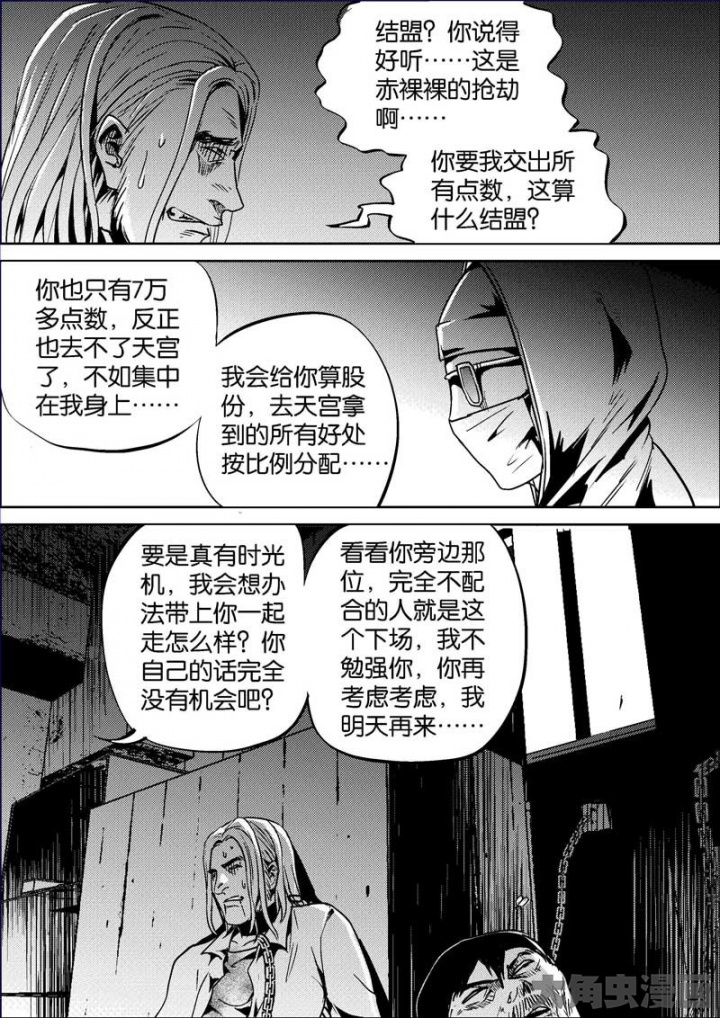 结盟？你说得
好听……这是
赤裸裸的抢劫
啊……
你要我交出所
有点数，这算
什么结盟？
你也只有7万
多点数，反正
也去不了天宫
了，不如集中
在我身上……
我会给你算股
份，去天宫拿
到的所有好处
按比例分配……
要是真有时光
机，我会想办
法带上你一起
走怎么样？你
自己的话完全
没有机会吧？
看看你旁边那
位，完全不配
合的人就是这
个下场，我不
勉强你，你再
考虑考虑，我
明天再来……
大角虫漫画